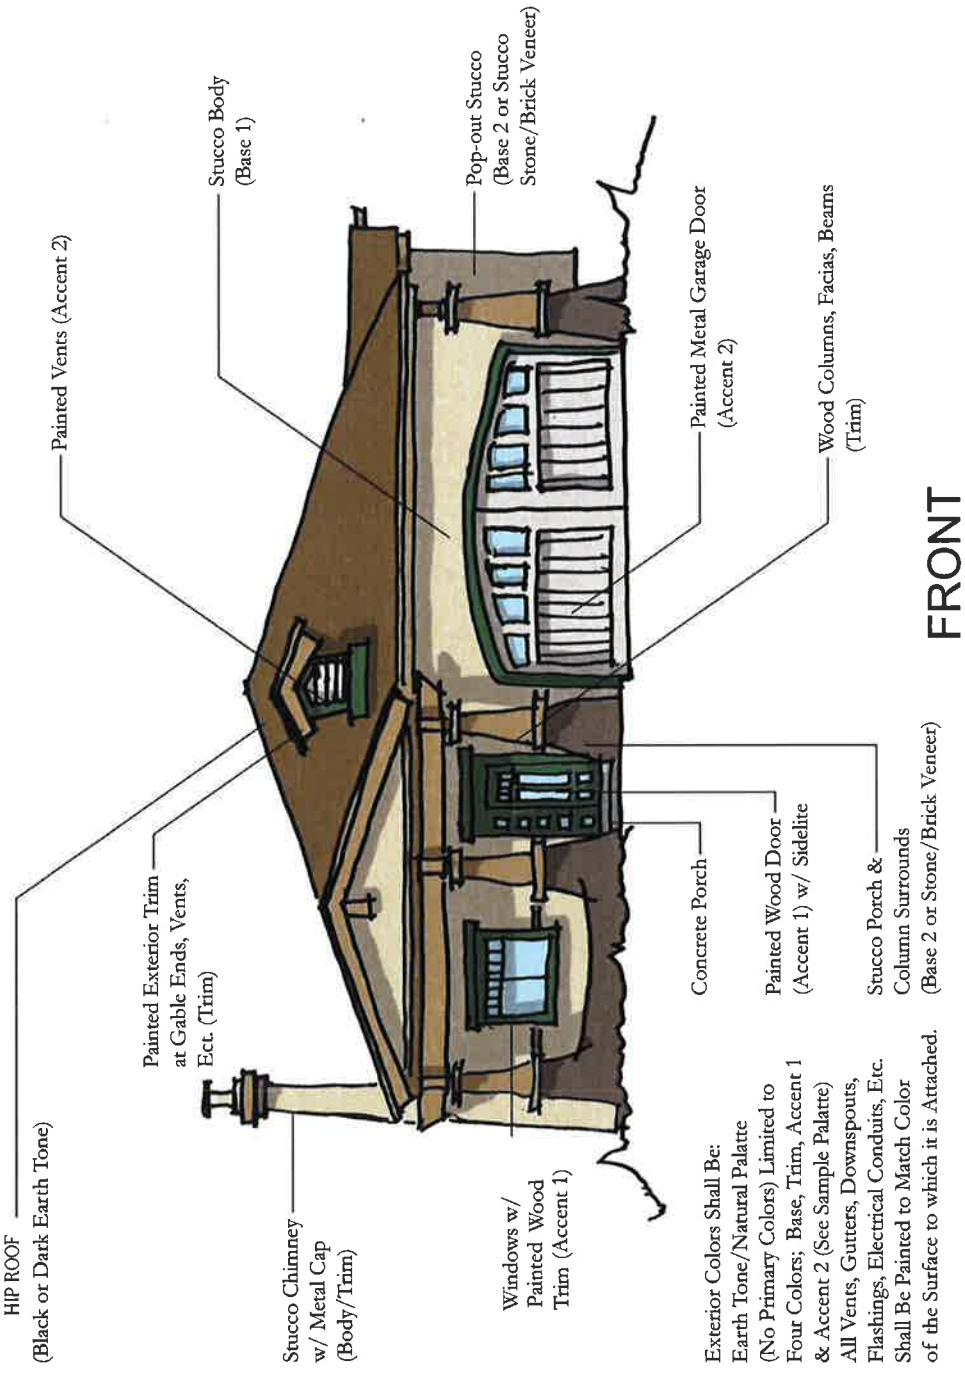 HIP ROOF
(Black or Dark Earth Tone)
Painted Vents (Accent 2)
Painted Exterior Trim
at Gable Ends, Vents,
Ect. (Trim)
Stucco Body
(Base 1)
Stucco Chimney
w/ Metal Cap
(Body/Trim)
Pop-out Stucco
(Base 2 or Stucco
Stone/Brick Veneer)
Windows w/
Painted Wood
Trim (Accent 1)
Concrete Porch
Painted Metal Garage Door
(Accent 2)
Painted Wood Door
(Accent 1) w/ Sidelite
Wood Columns, Facias, Beams
(Trim)
Stucco Porch &
Column Surrounds
(Base 2 or Stone/Brick Veneer)
Exterior Colors Shall Be:
Earth Tone/Natural Palatte
(No Primary Colors) Limited to
Four Colors; Base, Trim, Accent 1
& Accent 2 (See Sample Palatte)
All Vents, Gutters, Downspouts,
Flashings, Electrical Conduits, Etc.
Shall Be Painted to Match Color
of the Surface to which it is Attached.
FRONT